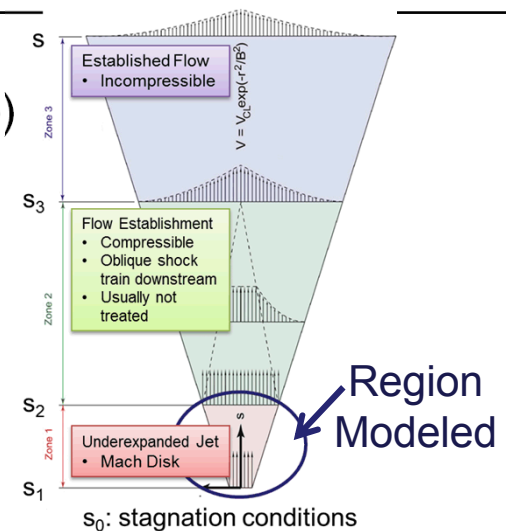 s
Established Flow
• Incompressible
V = V_CL exp(-r²/B²)
)
Zone 3
s₃
Flow Establishment
• Compressible
• Oblique shock
train downstream
• Usually not
treated
Zone 2
s₂
s
Region
Modeled
Underexpanded Jet
• Mach Disk
Zone 1
s₁
s₀: stagnation conditions